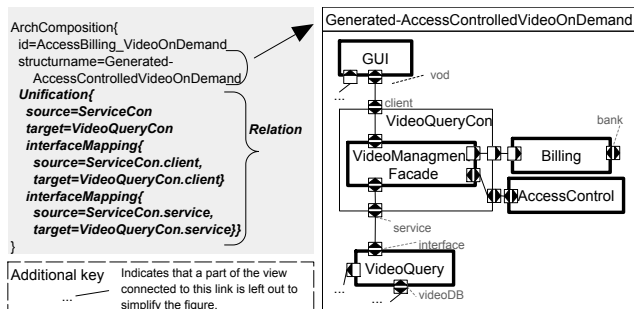 ArchComposition{
id=AccessBilling_VideoOnDemand
structurname=Generated-
AccessControlledVideoOnDemand
Unification{
source=ServiceCon
target=VideoQueryCon
interfaceMapping{
source=ServiceCon.client,
target=VideoQueryCon.client}
interfaceMapping{
source=ServiceCon.service,
target=VideoQueryCon.service}}
}
Relation
Additional key
...
Indicates that a part of the view
connected to this link is left out to
simplify the figure.
Generated-AccessControlledVideoOnDemand
GUI
vod
...
client
VideoQueryCon
bank
VideoManagmen
Facade
Billing
AccessControl
service
interface
VideoQuery
...
...
videoDB